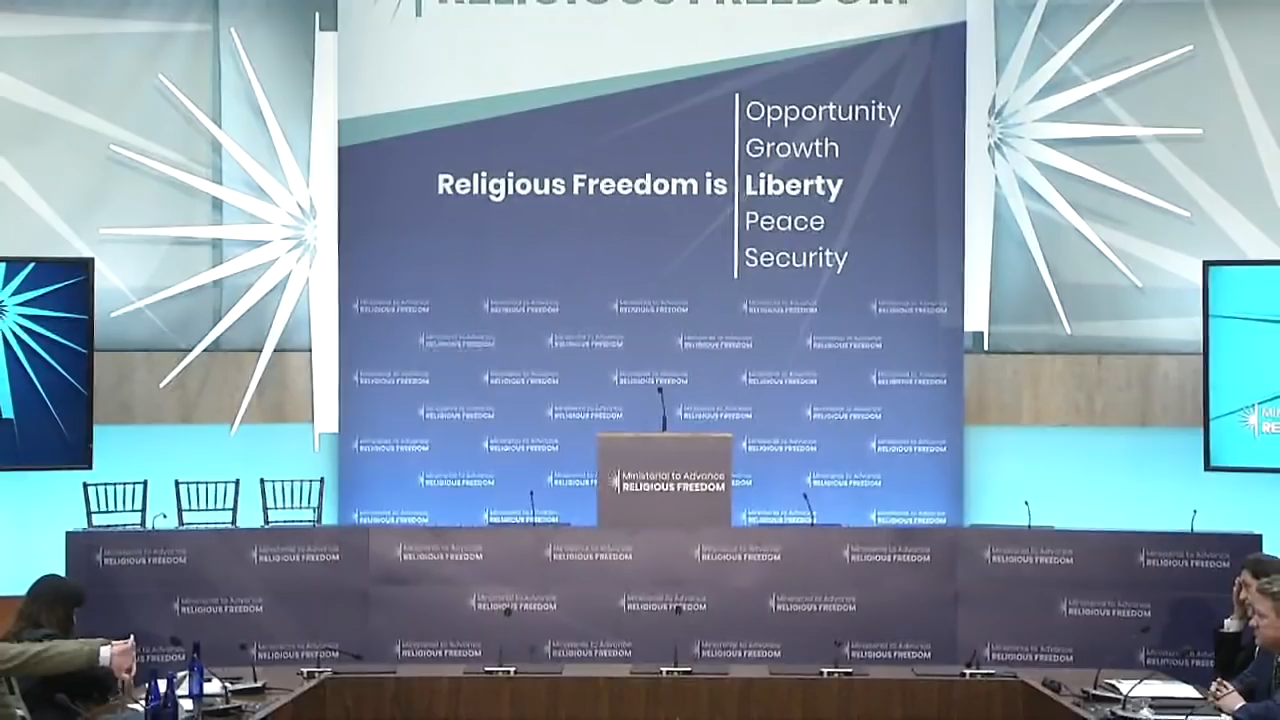 RELIGIOUS FREEDOM
Opportunity
Growth
Religious Freedom is Liberty
Peace
Security
Ministerial to Advance
RELIGIOUS FREEDOM